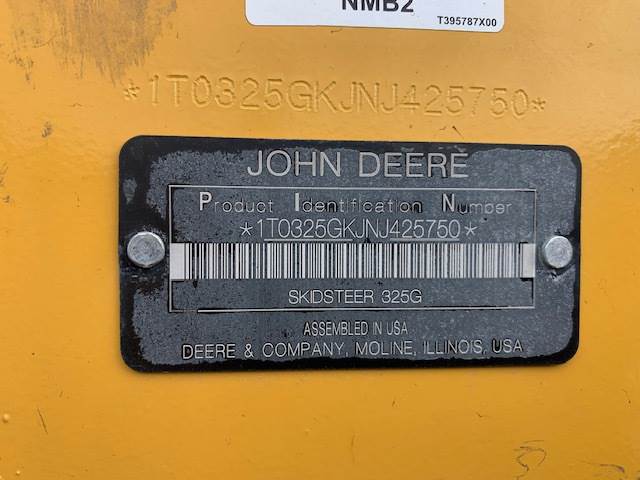 NMB2
T395787X00
*1T0325GKJNJ425750*
JOHN DEERE
Product Identification Number
*1T0325GKJNJ425750*
SKIDSTEER 325G
ASSEMBLED IN USA
DEERE & COMPANY, MOLINE, ILLINOIS, USA